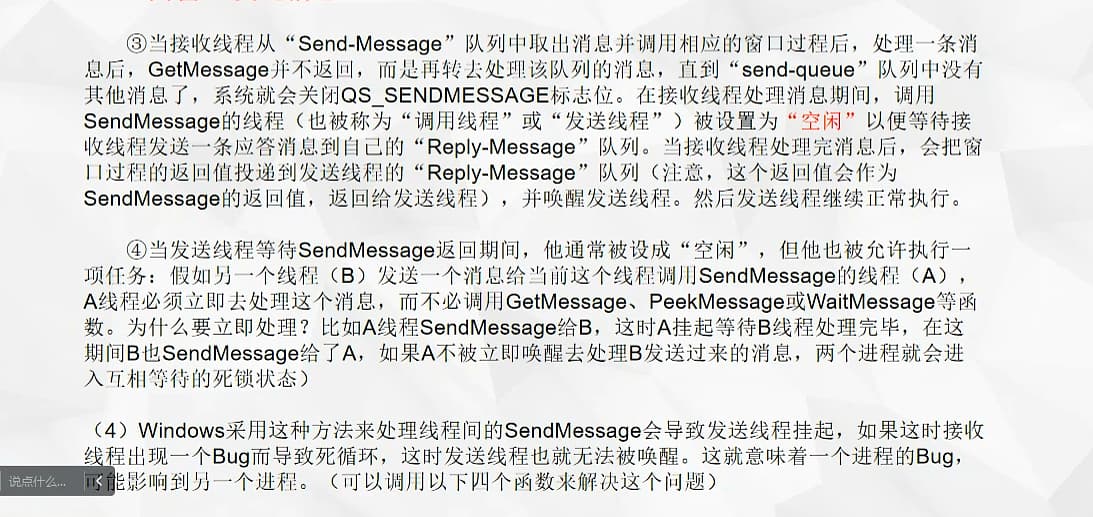 ③当接收线程从“Send-Message”队列中取出消息并调用相应的窗口过程后，处理一条消
息后，GetMessage并不返回，而是再转去处理该队列的消息，直到“send-queue”队列中没有
其他消息了，系统就会关闭QS_SENDMESSAGE标志位。在接收线程处理消息期间，调用
SendMessage的线程（也被称为“调用线程”或“发送线程”）被设置为“空闲”以便等待接
收线程发送一条应答消息到自己的“Reply-Message”队列。当接收线程处理完消息后，会把窗
口过程的返回值投递到发送线程的“Reply-Message”队列（注意，这个返回值会作为
SendMessage的返回值，返回给发送线程），并唤醒发送线程。然后发送线程继续正常执行。
④当发送线程等待SendMessage返回期间，他通常被设成“空闲”，但他也被允许执行一
项任务：假如另一个线程（B）发送一个消息给当前这个线程调用SendMessage的线程（A），
A线程必须立即去处理这个消息，而不必调用GetMessage、PeekMessage或WaitMessage等函
数。为什么要立即处理？比如A线程SendMessage给B，这时A挂起等待B线程处理完毕，在这
期间B也SendMessage给了A，如果A不被立即唤醒去处理B发送过来的消息，两个进程就会进
入互相等待的死锁状态）
（4）Windows采用这种方法来处理线程间的SendMessage会导致发送线程挂起，如果这时接收
线程出现一个Bug而导致死循环，这时发送线程也就无法被唤醒。这就意味着一个进程的Bug，
可能影响到另一个进程。（可以调用以下四个函数来解决这个问题）
说点什么...